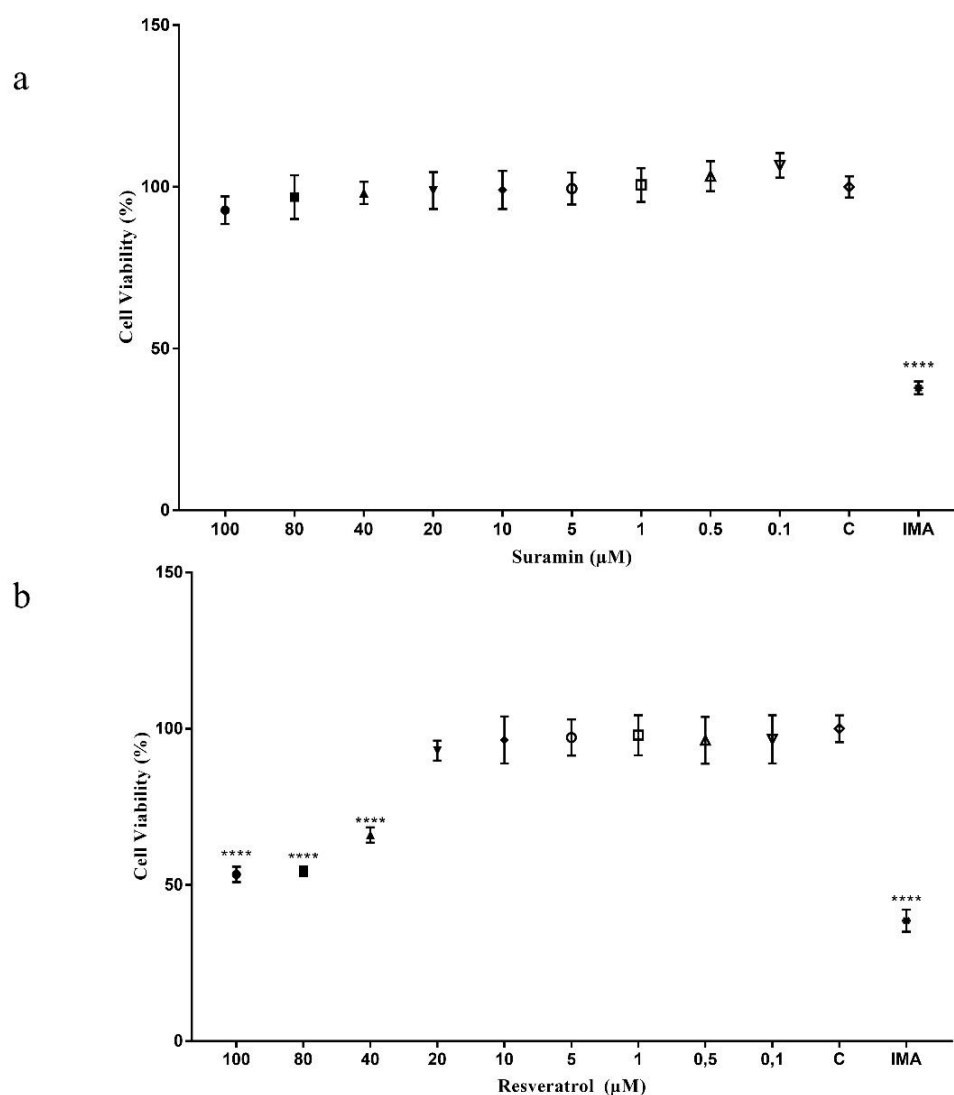 a
Cell Viability (%)
150
100
50
0
****
100 80 40 20 10 5 1 0.5 0.1 C IMA
Suramin (µM)
b
Cell Viability (%)
150
100
50
0
**** **** **** ****
100 80 40 20 10 5 1 0,5 0,1 C IMA
Resveratrol (µM)